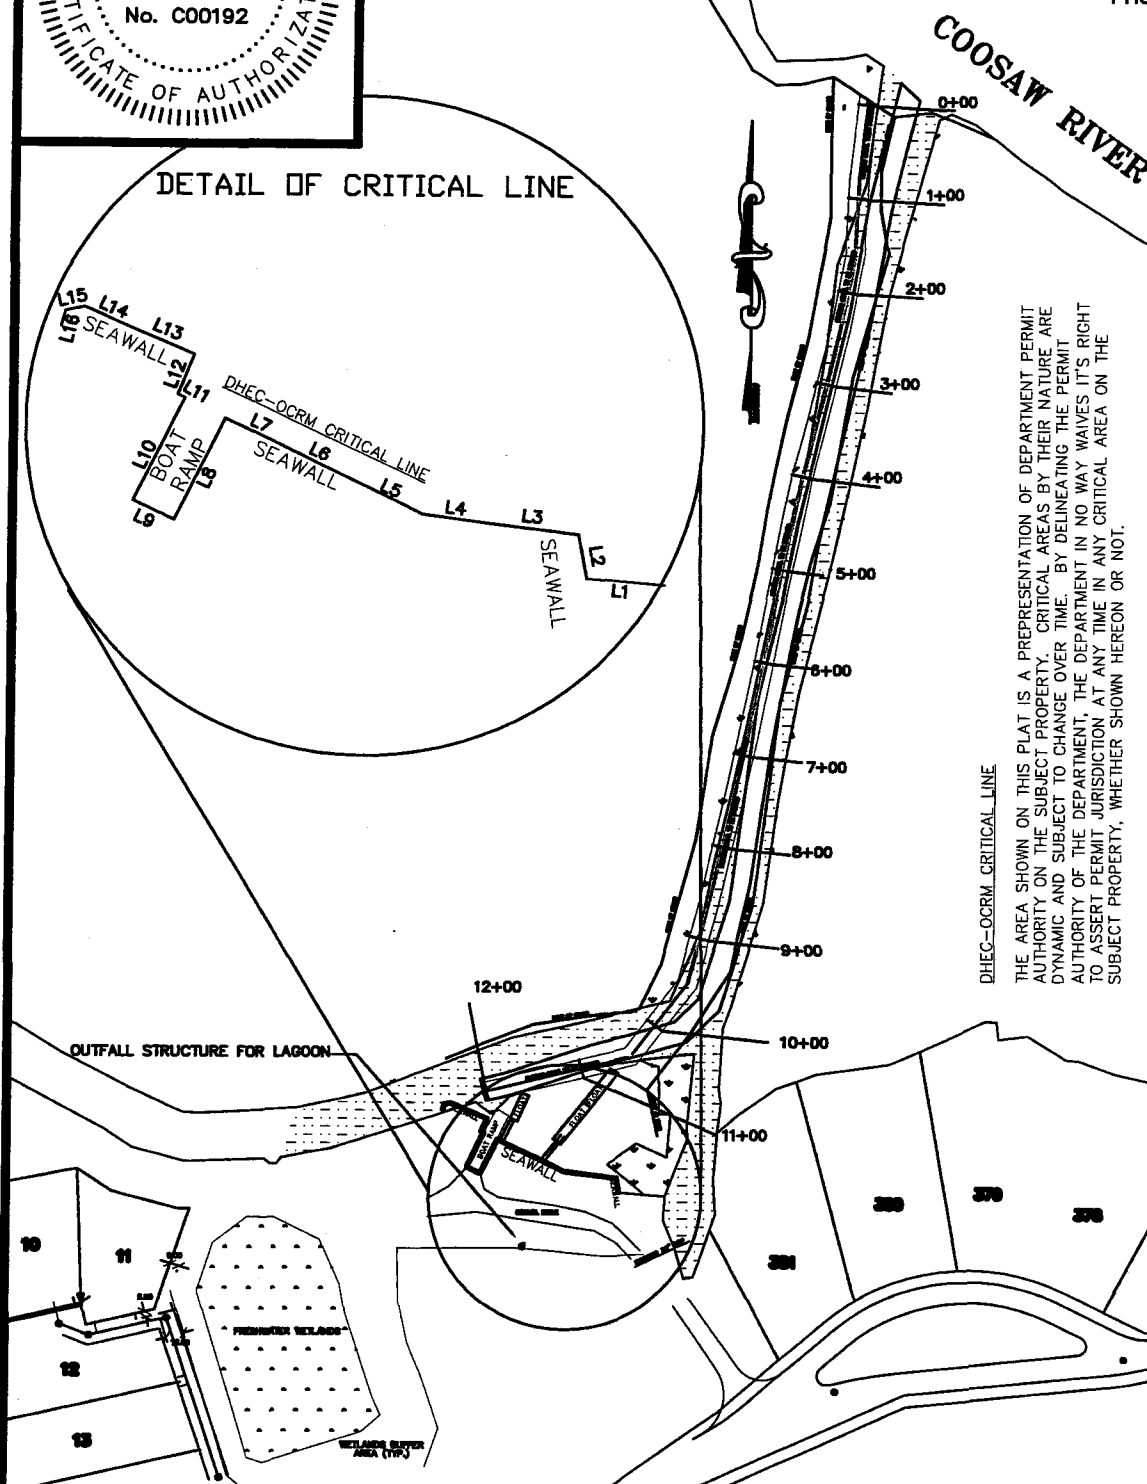 No. C00192
TIFICATE OF AUTHORIZAT
COOSAW RIVER
DETAIL OF CRITICAL LINE
L15
L14
L13
L16
SEAWALL
L12
L11
DHEC-OCRM CRITICAL LINE
L7
L6
SEAWALL
L5
L10
BOAT
RAMP
L8
L9
L4
L3
L2
SEAWALL
L1
0+00
1+00
2+00
3+00
4+00
5+00
6+00
7+00
8+00
9+00
10+00
11+00
12+00
DHEC-OCRM CRITICAL LINE
THE AREA SHOWN ON THIS PLAT IS A PREPRESENTATION OF DEPARTMENT PERMIT
AUTHORITY ON THE SUBJECT PROPERTY. CRITICAL AREAS BY THEIR NATURE ARE
DYNAMIC AND SUBJECT TO CHANGE OVER TIME. BY DELINEATING THE PERMIT
AUTHORITY OF THE DEPARTMENT, THE DEPARTMENT IN NO WAY WAIVES IT'S RIGHT
TO ASSERT PERMIT JURISDICTION AT ANY TIME IN ANY CRITICAL AREA ON THE
SUBJECT PROPERTY, WHETHER SHOWN HEREON OR NOT.
OUTFALL STRUCTURE FOR LAGOON
BOAT RAMP
FLOAT
SEAWALL
10
11
12
13
FRESHWATER WETLANDS
WETLANDS BUFFER
AREA (TYP.)
380
379
378
381